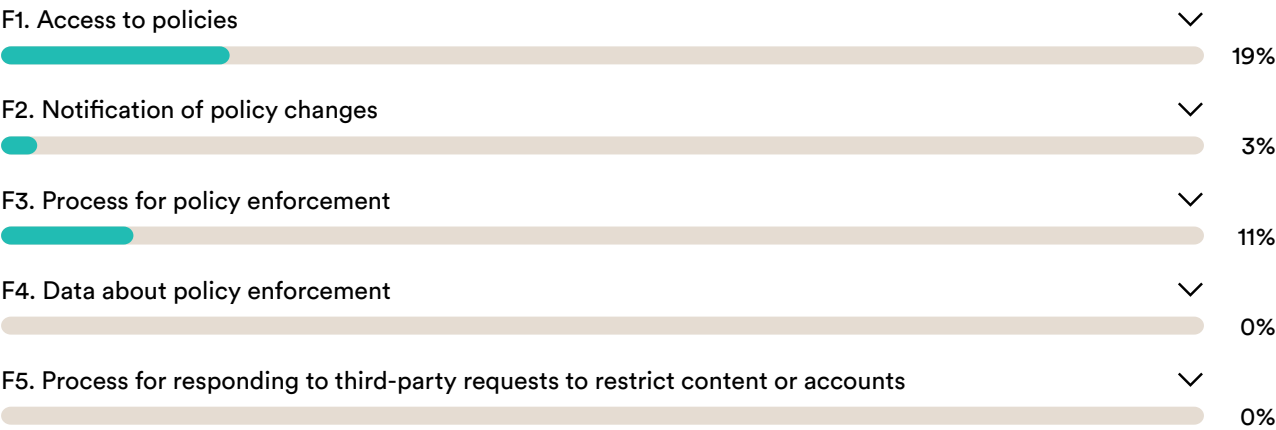 F1. Access to policies
19%
F2. Notification of policy changes
3%
F3. Process for policy enforcement
11%
F4. Data about policy enforcement
0%
F5. Process for responding to third-party requests to restrict content or accounts
0%